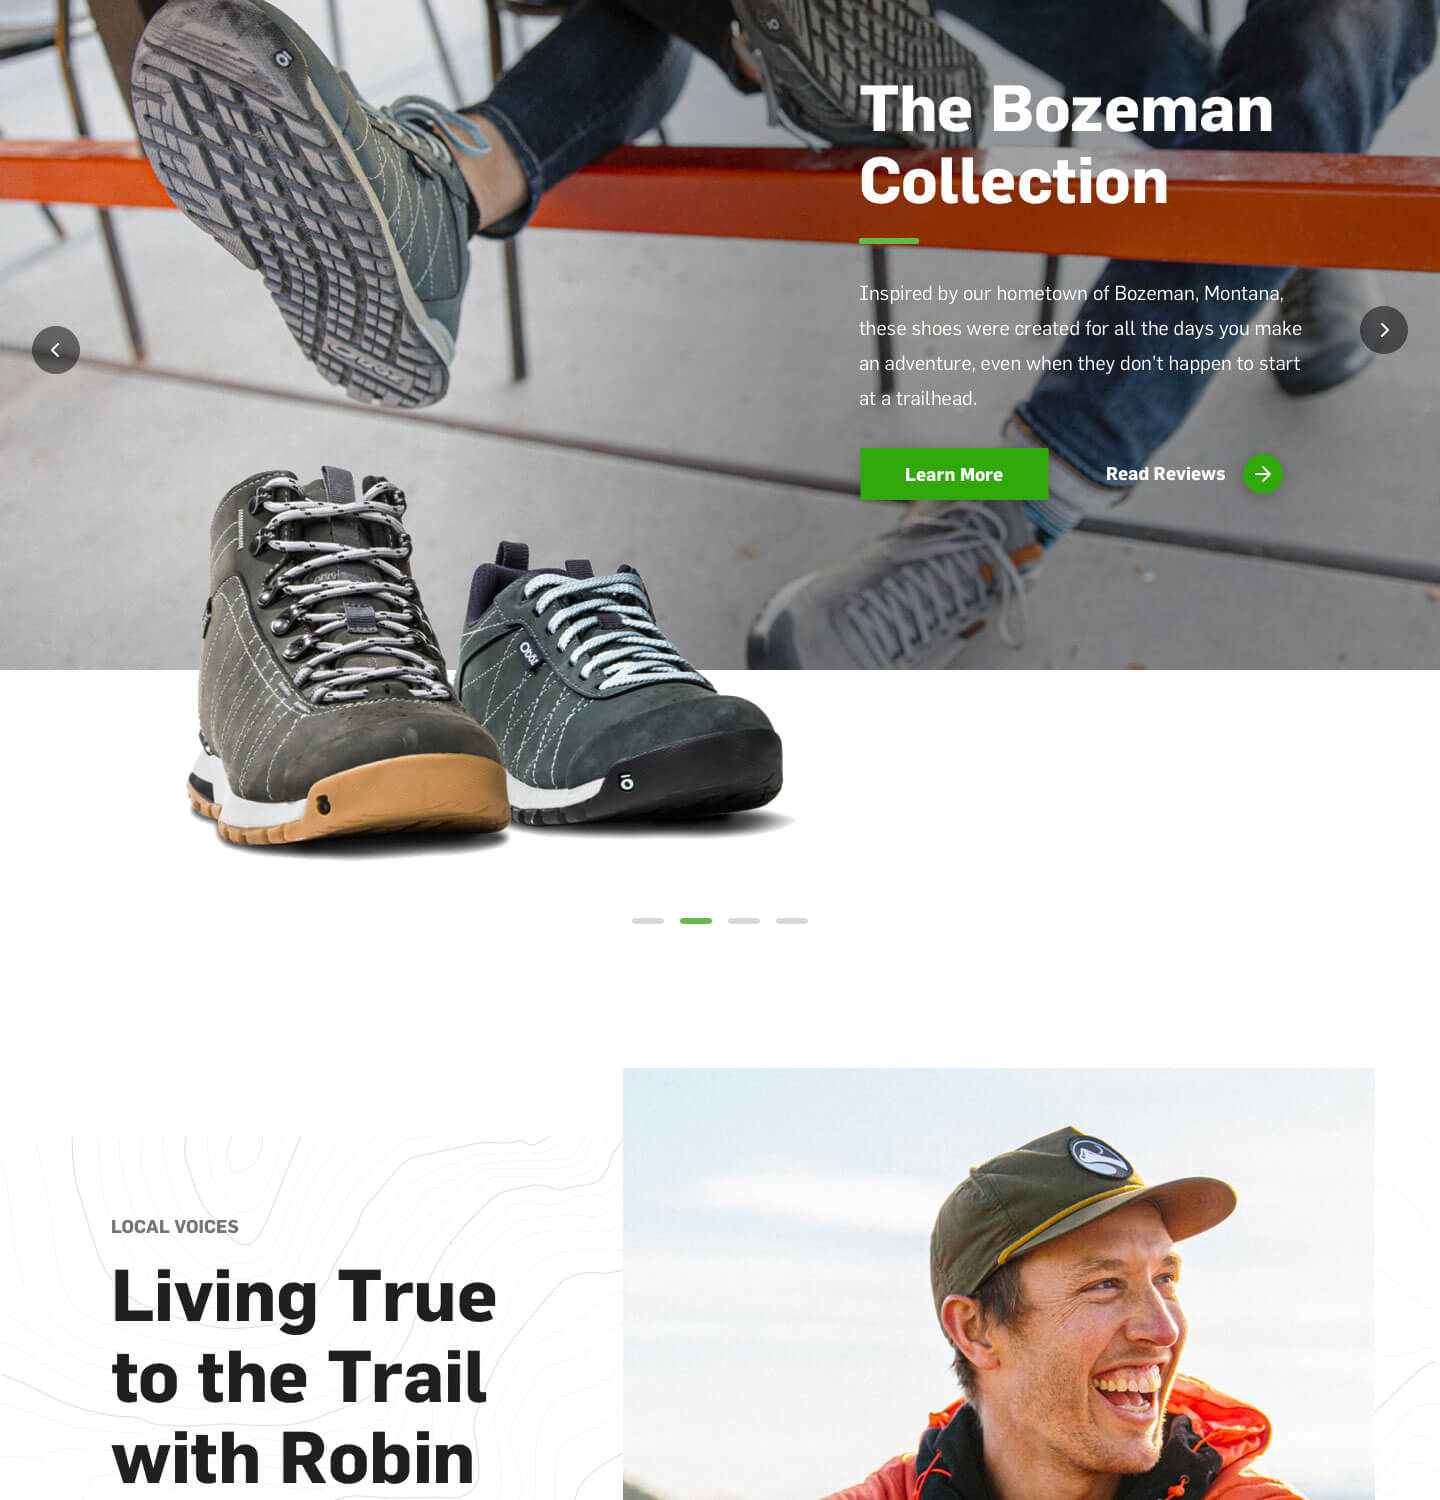 The Bozeman
Collection
Inspired by our hometown of Bozeman, Montana,
these shoes were created for all the days you make
an adventure, even when they don't happen to start
at a trailhead.
Learn More
Read Reviews
Oboz
LOCAL VOICES
Living True
to the Trail
with Robin